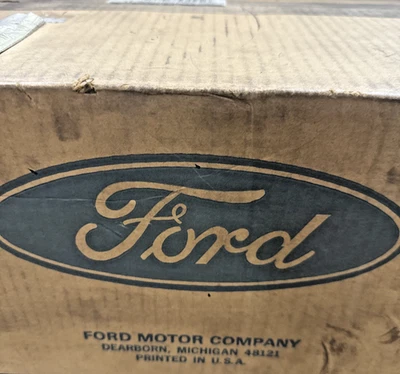 Ford
FORD MOTOR COMPANY
DEARBORN, MICHIGAN 48121
PRINTED IN U.S.A.